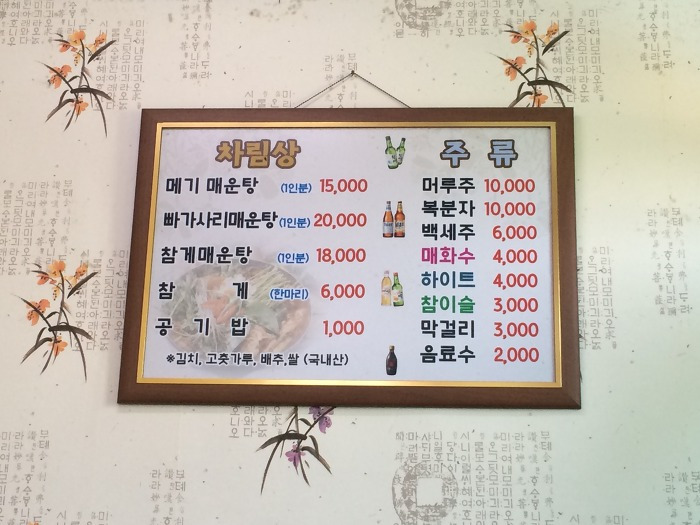 차림상
메기 매운탕 (1인분) 15,000
빠가사리매운탕(1인분) 20,000
참게매운탕 (1인분) 18,000
참 게 (한마리) 6,000
공 기 밥 1,000
※김치, 고춧가루, 배추,쌀 (국내산)
주 류
머루주 10,000
복분자 10,000
백세주 6,000
매화수 4,000
하이트 4,000
참이슬 3,000
막걸리 3,000
음료수 2,000